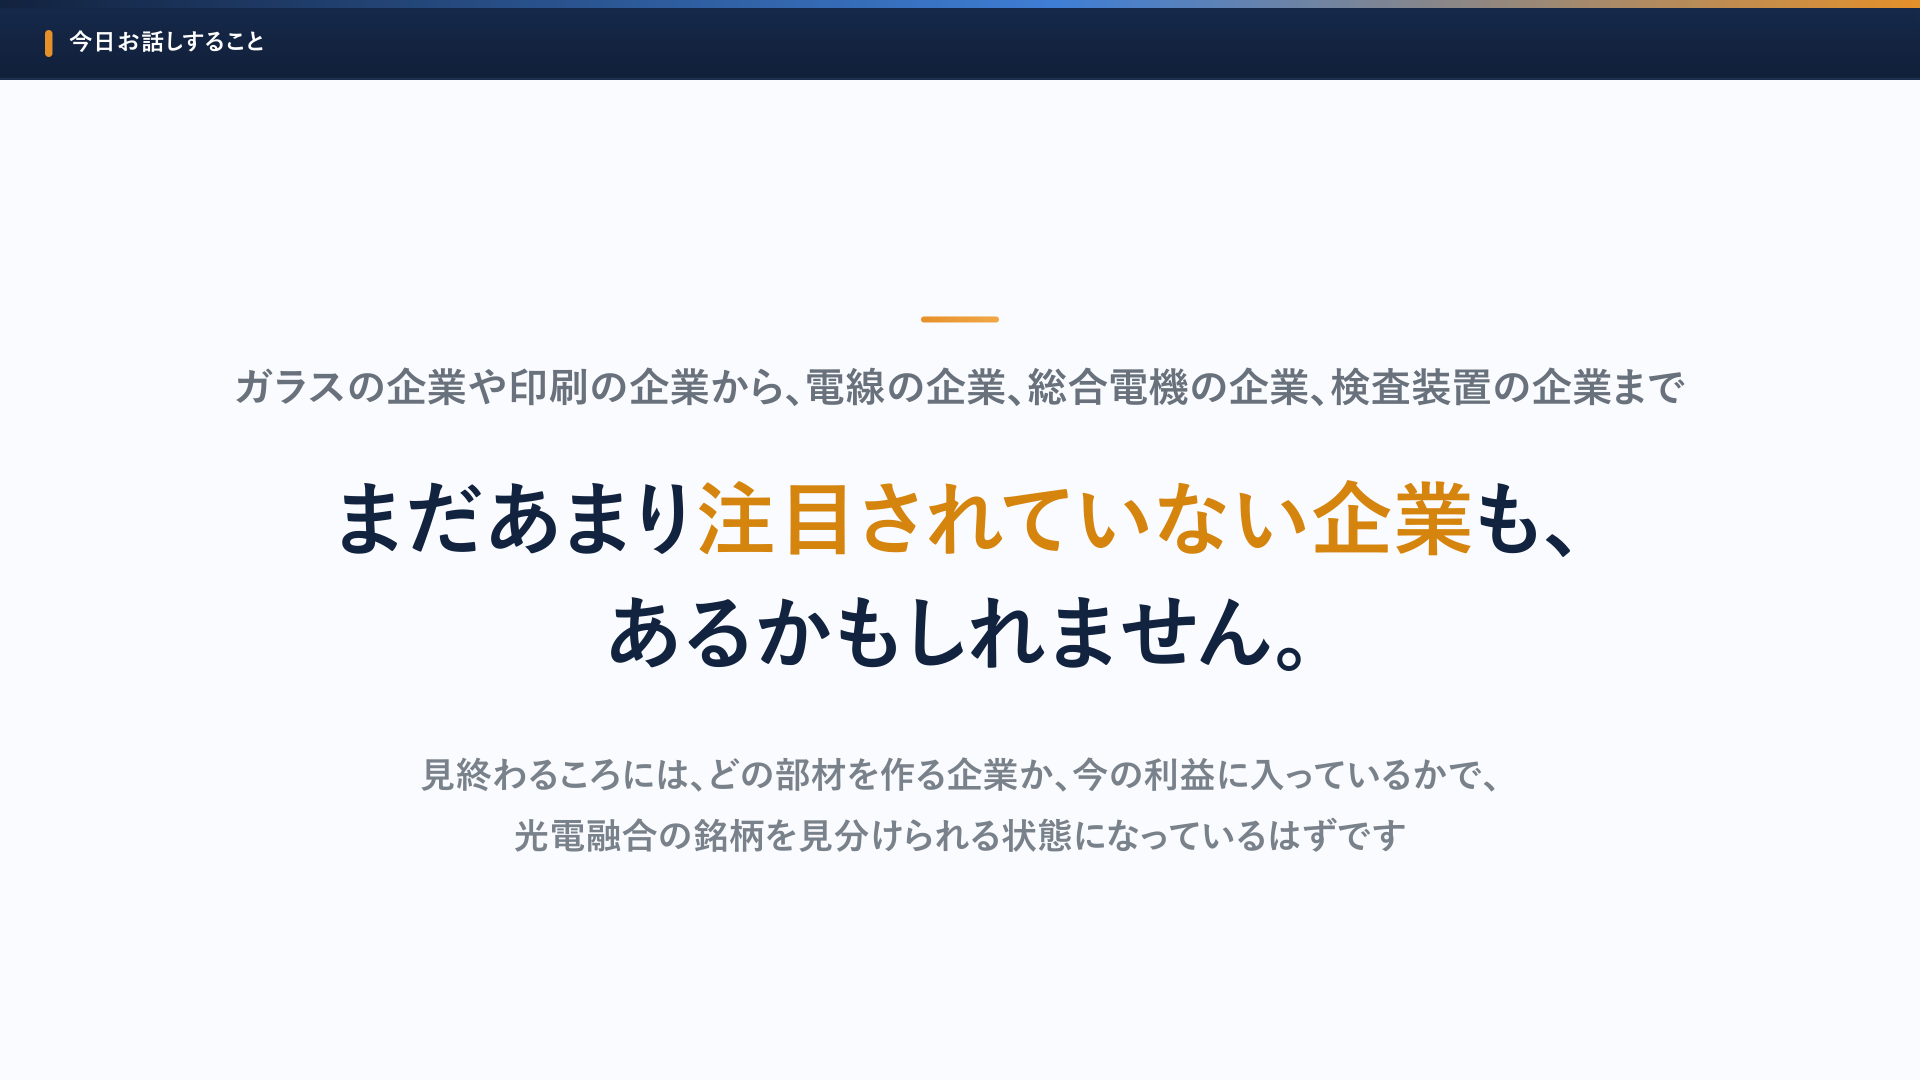 今日お話しすること
ガラスの企業や印刷の企業から、電線の企業、総合電機の企業、検査装置の企業まで
まだあまり注目されていない企業も、
あるかもしれません。
見終わるころには、どの部材を作る企業か、今の利益に入っているかで、
光電融合の銘柄を見分けられる状態になっているはずです